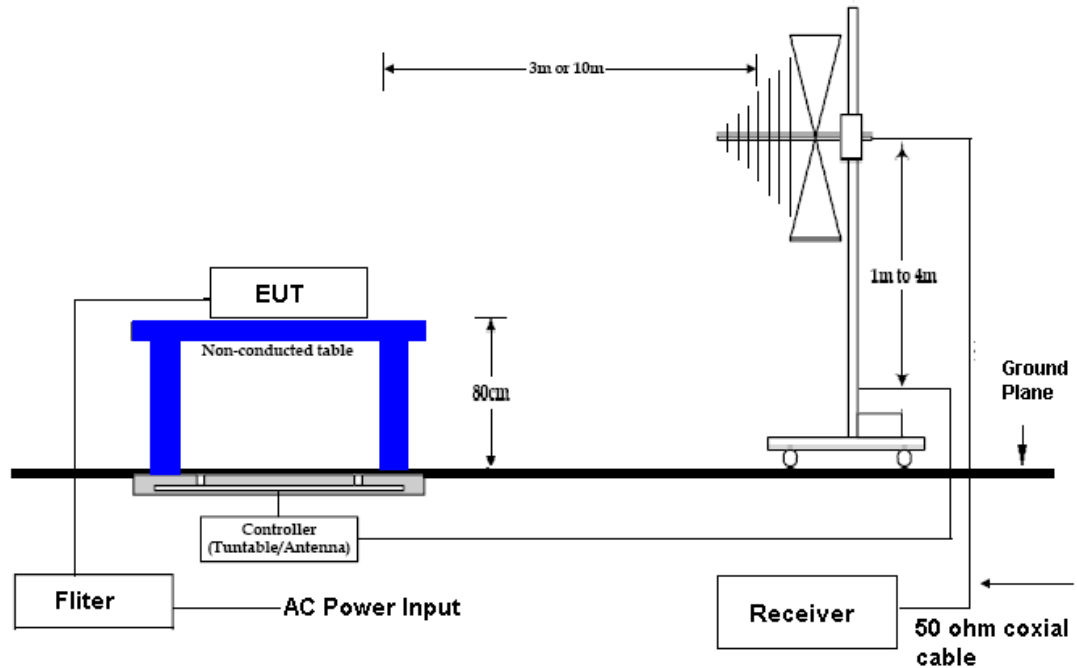 3m or 10m
EUT
Non-conducted table
80cm
1m to 4m
Ground
Plane
Controller
(Tuntable/Antenna)
Fliter
AC Power Input
Receiver
50 ohm coxial
cable